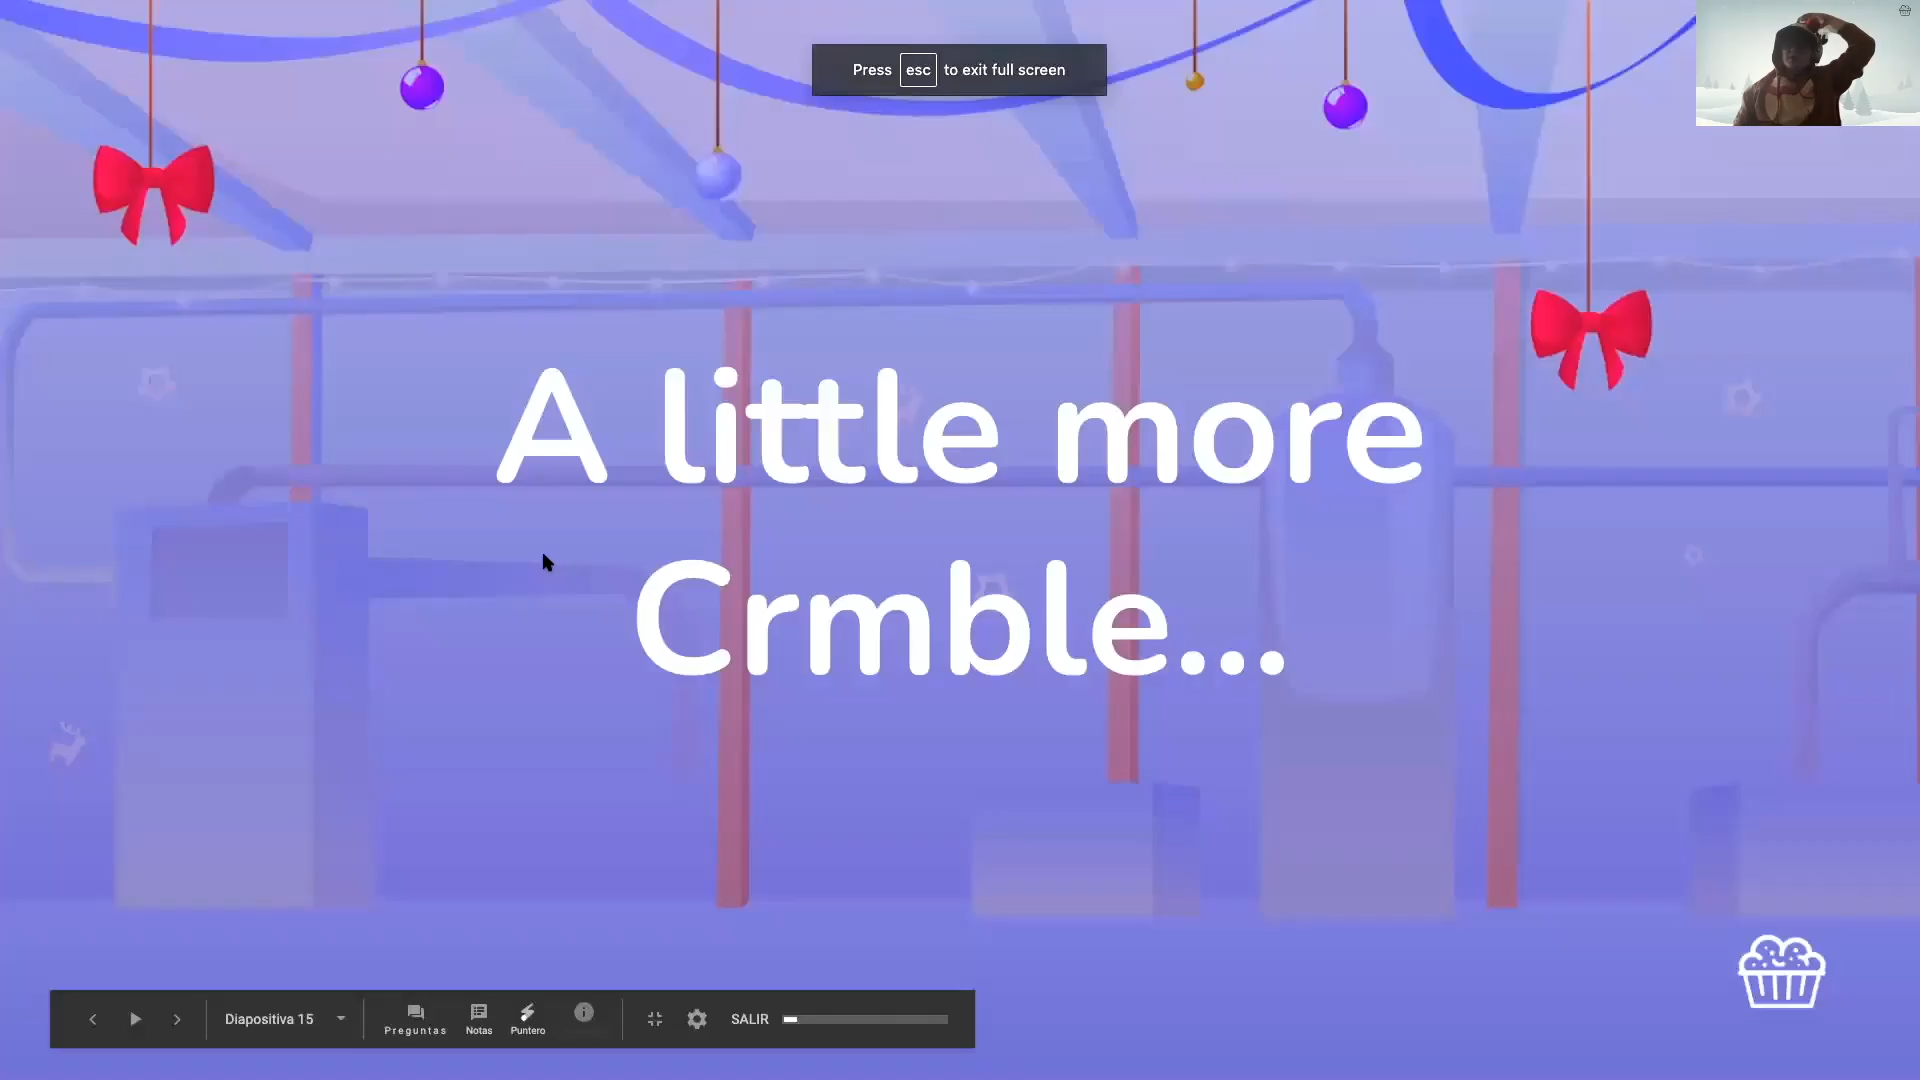 Press esc to exit full screen
A little more
Crmble...
Diapositiva 15
Preguntas
Notas
Puntero
SALIR